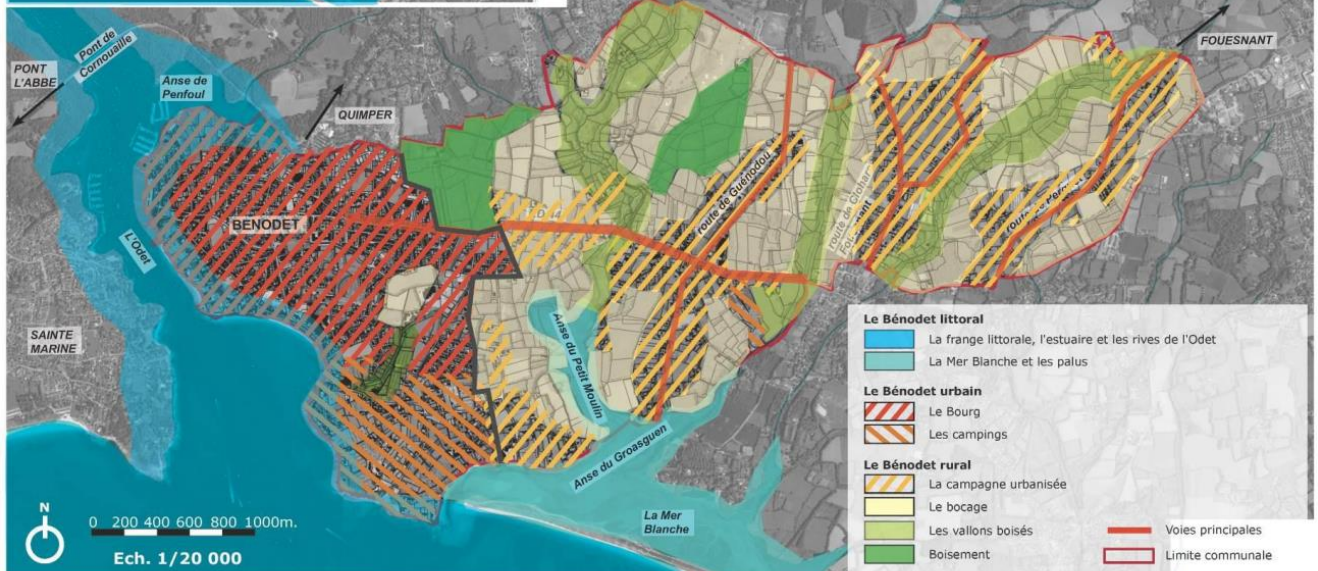 PONT
L'ABBE
Pont de
Cornouaille
Anse de
Penfoul
QUIMPER
FOUESNANT
BENODET
L'Odet
SAINTE
MARINE
route de Guénodou
route de Clohar
Anse du Petit Moulin
Anse du Groasguen
La Mer
Blanche
N
0 200 400 600 800 1000m.
Ech. 1/20 000
Le Bénodet littoral
La frange littorale, l'estuaire et les rives de l'Odet
La Mer Blanche et les palus
Le Bénodet urbain
Le Bourg
Les campings
Le Bénodet rural
La campagne urbanisée
Le bocage
Les vallons boisés
Boisement
Voies principales
Limite communale